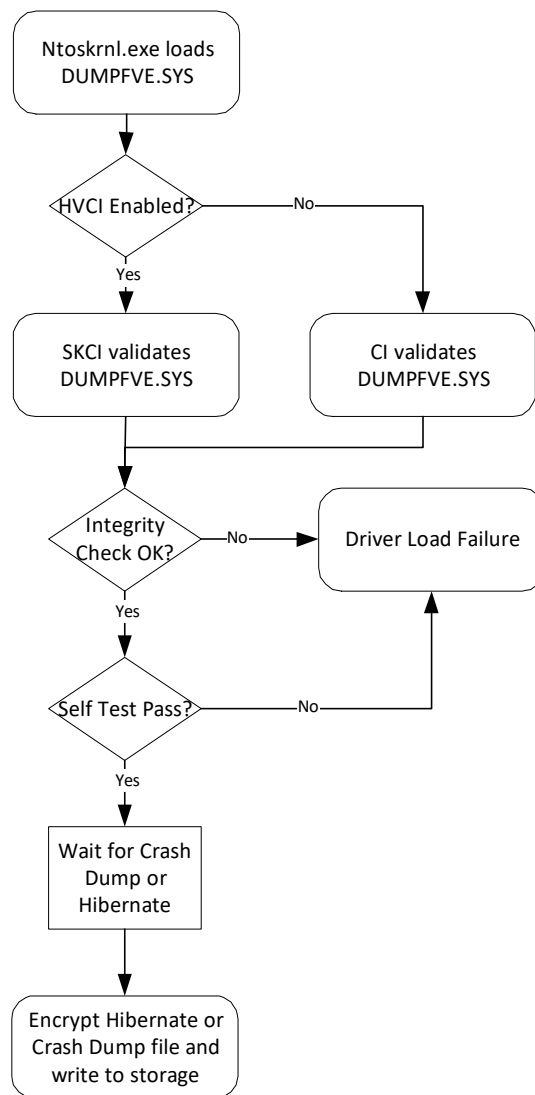 Ntoskrnl.exe loads
DUMPFVE.SYS
HVCI Enabled?
No
Yes
SKCI validates
DUMPFVE.SYS
CI validates
DUMPFVE.SYS
Integrity
Check OK?
No
Driver Load Failure
Yes
Self Test Pass?
No
Yes
Wait for Crash
Dump or
Hibernate
Encrypt Hibernate or
Crash Dump file and
write to storage